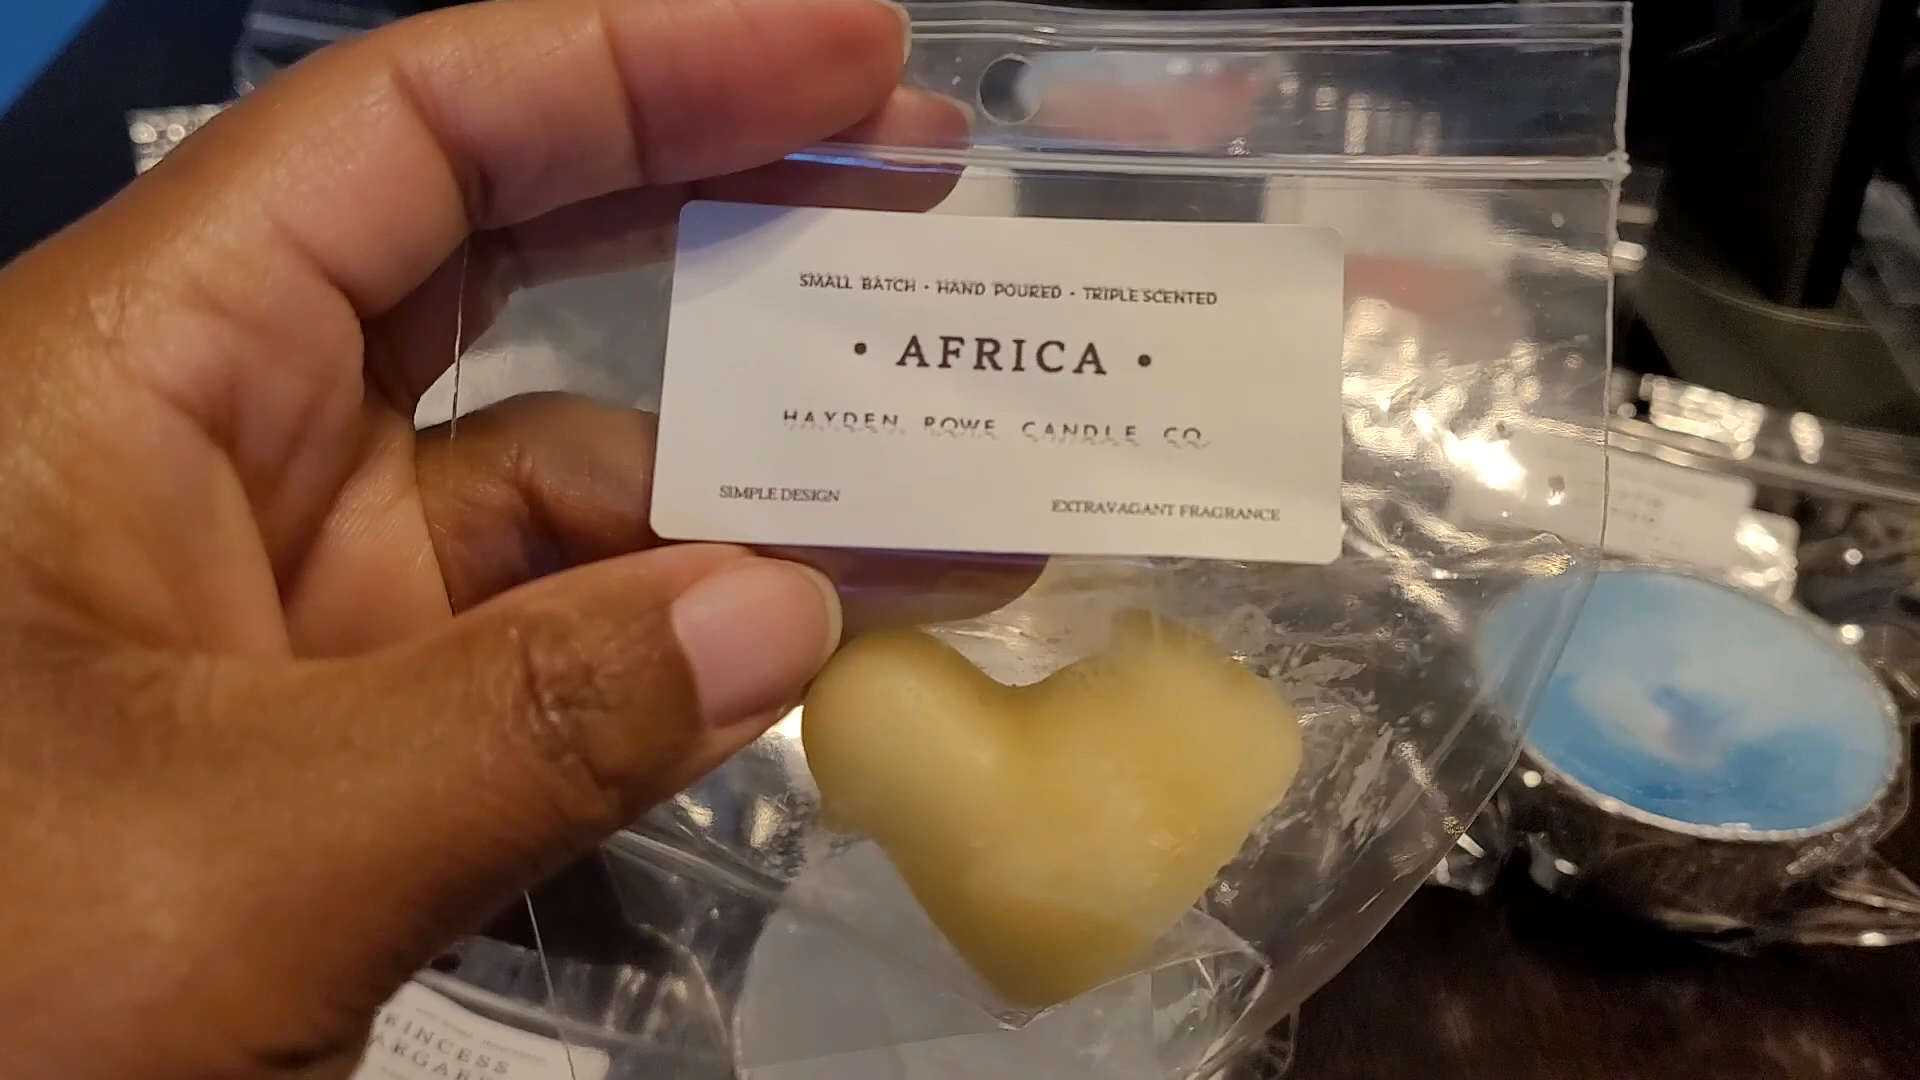 SMALL BATCH • HAND POURED • TRIPLE SCENTED
• AFRICA •
HAYDEN ROWE CANDLE CO.
SIMPLE DESIGN
EXTRAVAGANT FRAGRANCE